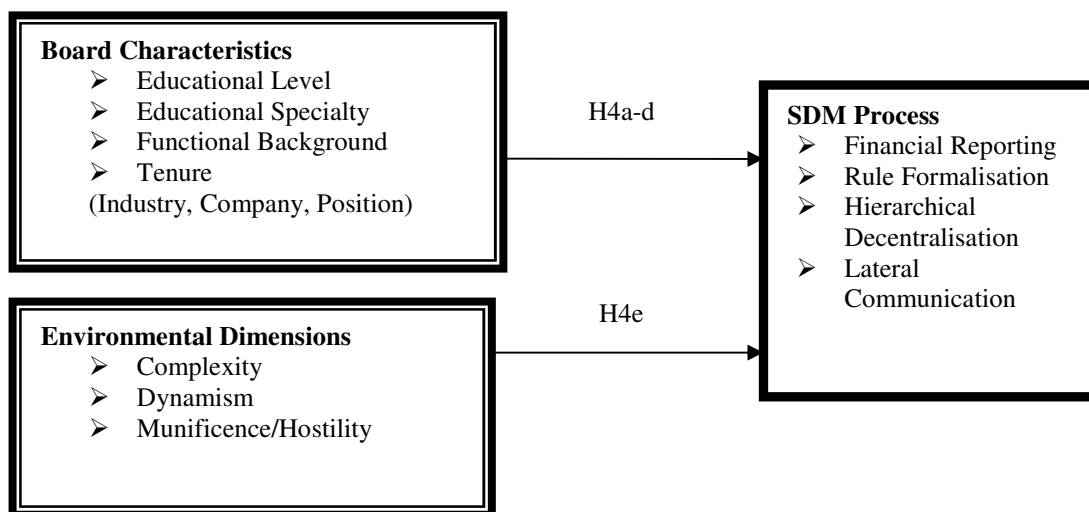 Board Characteristics
➢ Educational Level
➢ Educational Specialty
➢ Functional Background
➢ Tenure
(Industry, Company, Position)
H4a-d
SDM Process
➢ Financial Reporting
➢ Rule Formalisation
➢ Hierarchical
Decentralisation
➢ Lateral
Communication
Environmental Dimensions
➢ Complexity
➢ Dynamism
➢ Munificence/Hostility
H4e